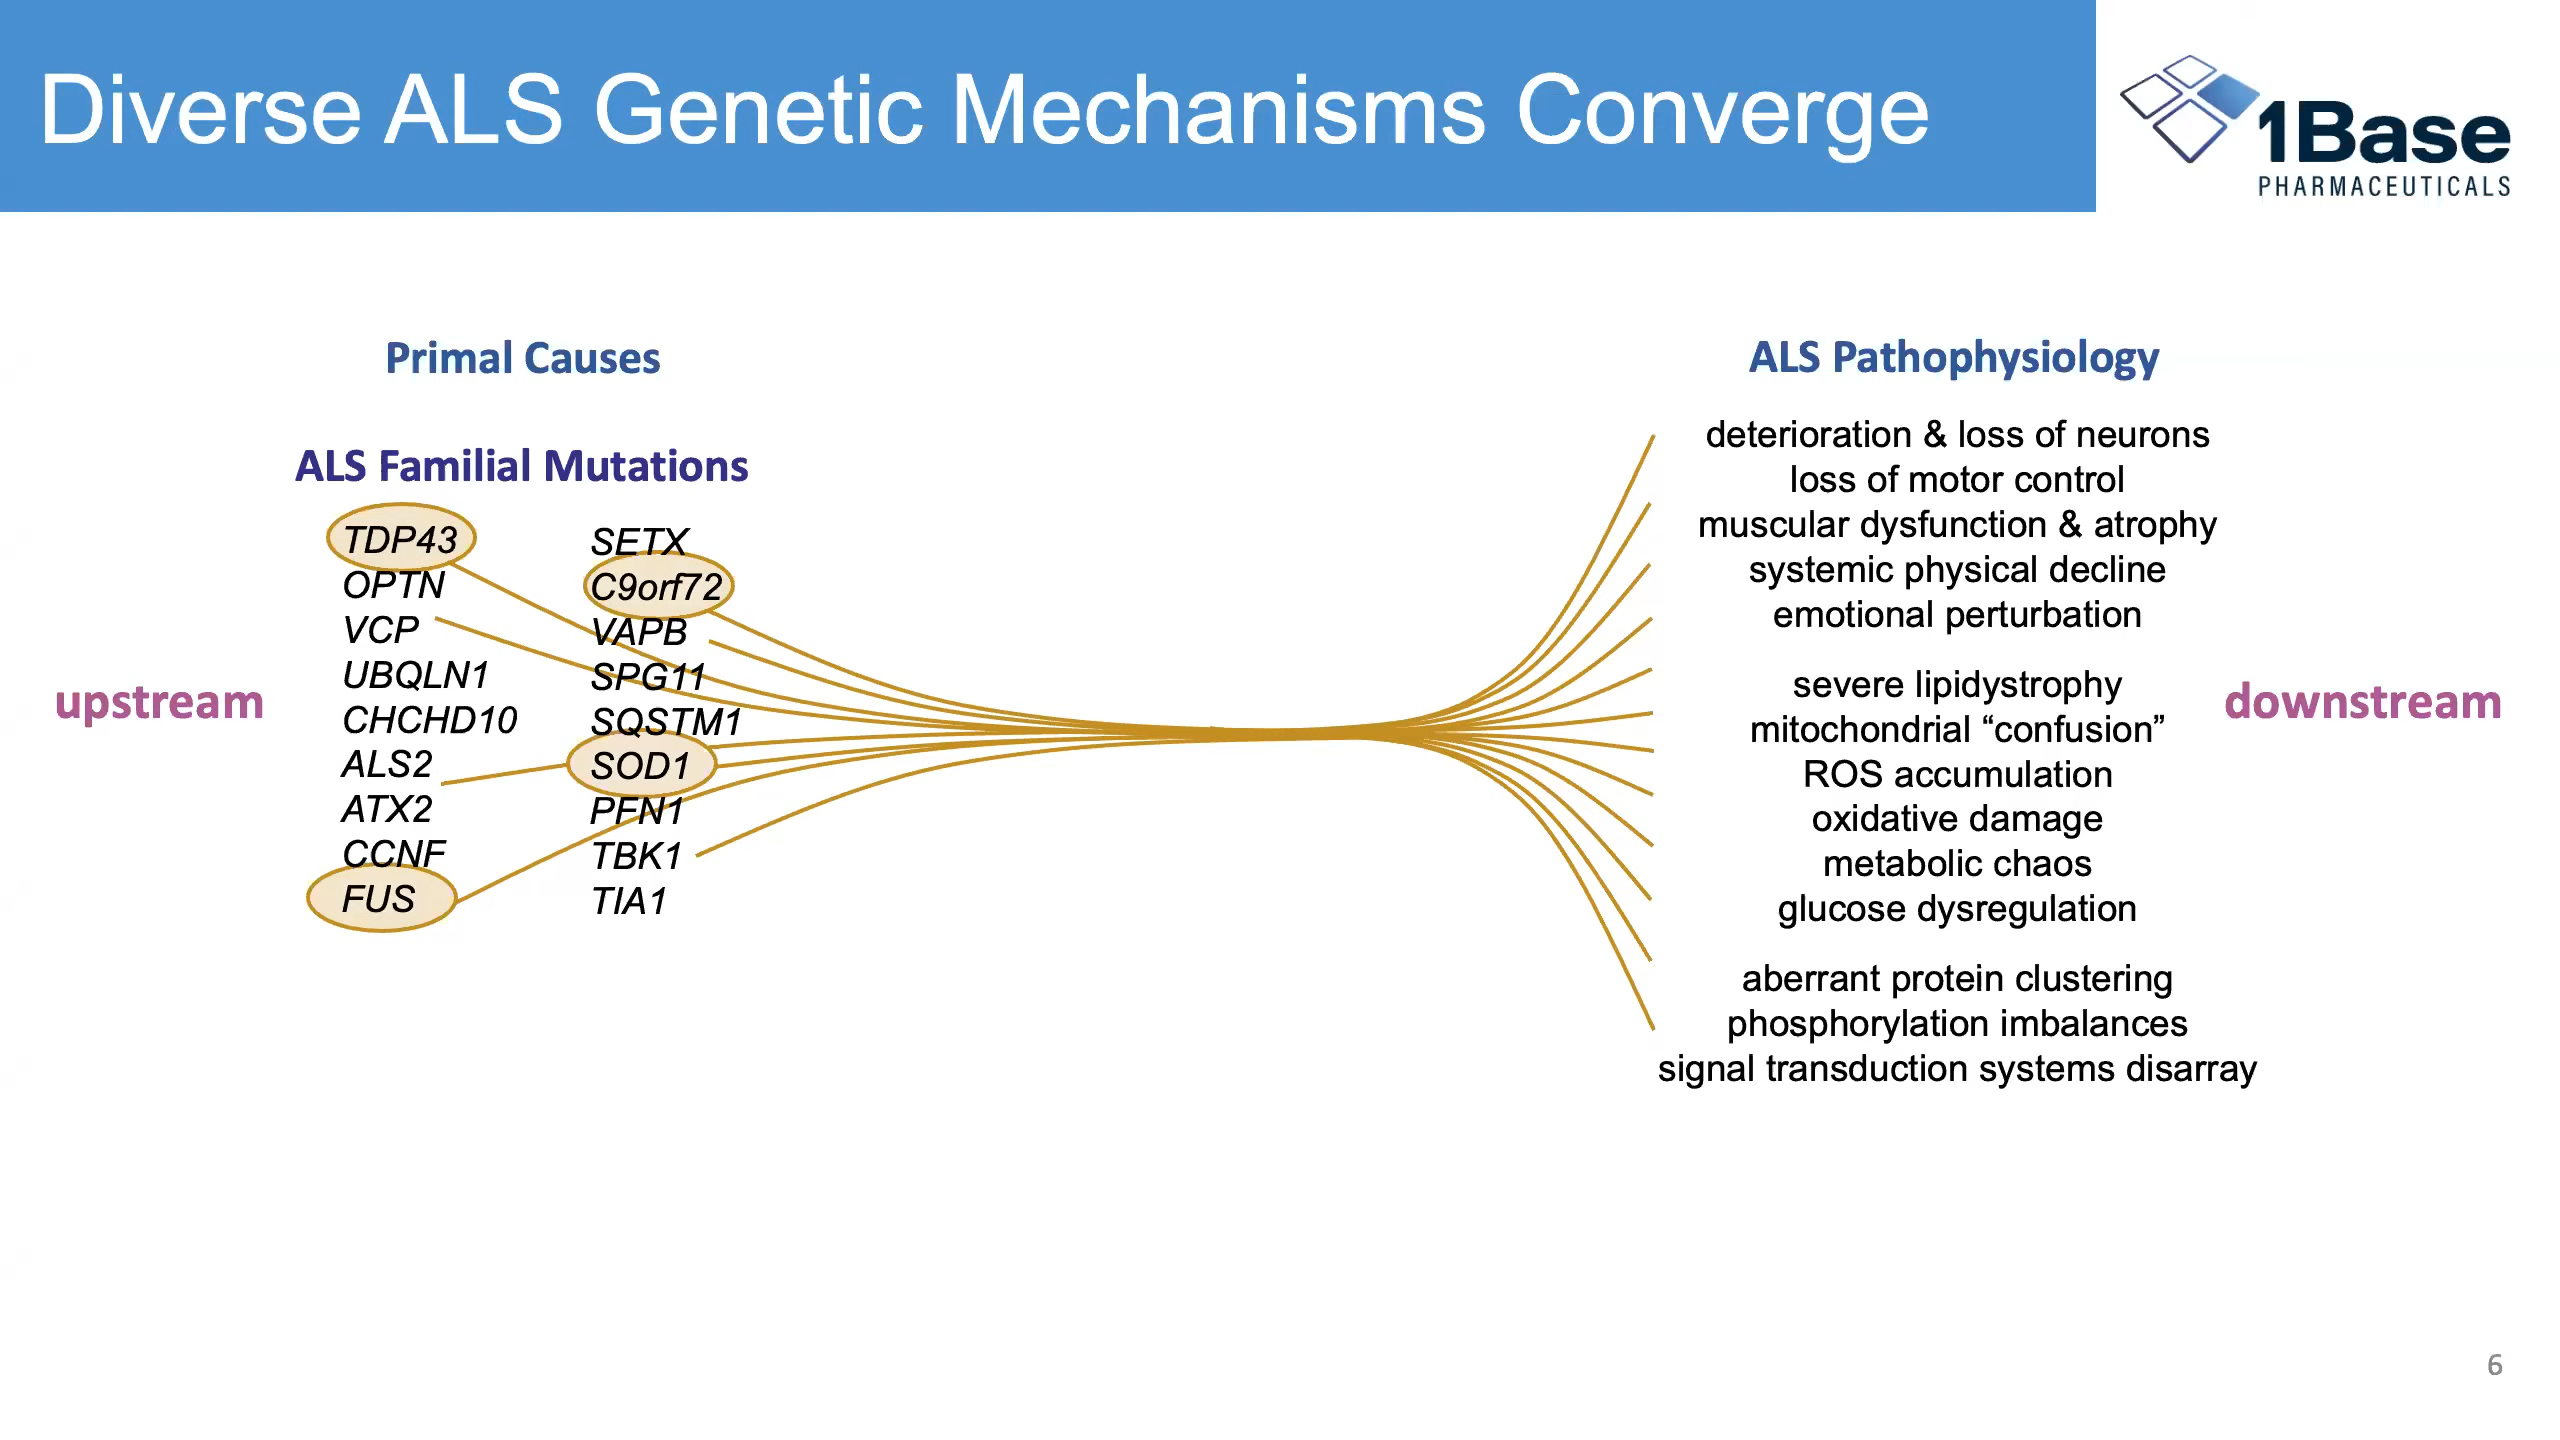 Diverse ALS Genetic Mechanisms Converge
1Base
PHARMACEUTICALS
Primal Causes
ALS Familial Mutations
TDP43
OPTN
VCP
UBQLN1
CHCHD10
ALS2
ATX2
CCNF
FUS
SETX
C9orf72
VAPB
SPG11
SQSTM1
SOD1
PFN1
TBK1
TIA1
upstream
ALS Pathophysiology
deterioration & loss of neurons
loss of motor control
muscular dysfunction & atrophy
systemic physical decline
emotional perturbation
severe lipidystrophy
mitochondrial “confusion”
ROS accumulation
oxidative damage
metabolic chaos
glucose dysregulation
aberrant protein clustering
phosphorylation imbalances
signal transduction systems disarray
downstream
6